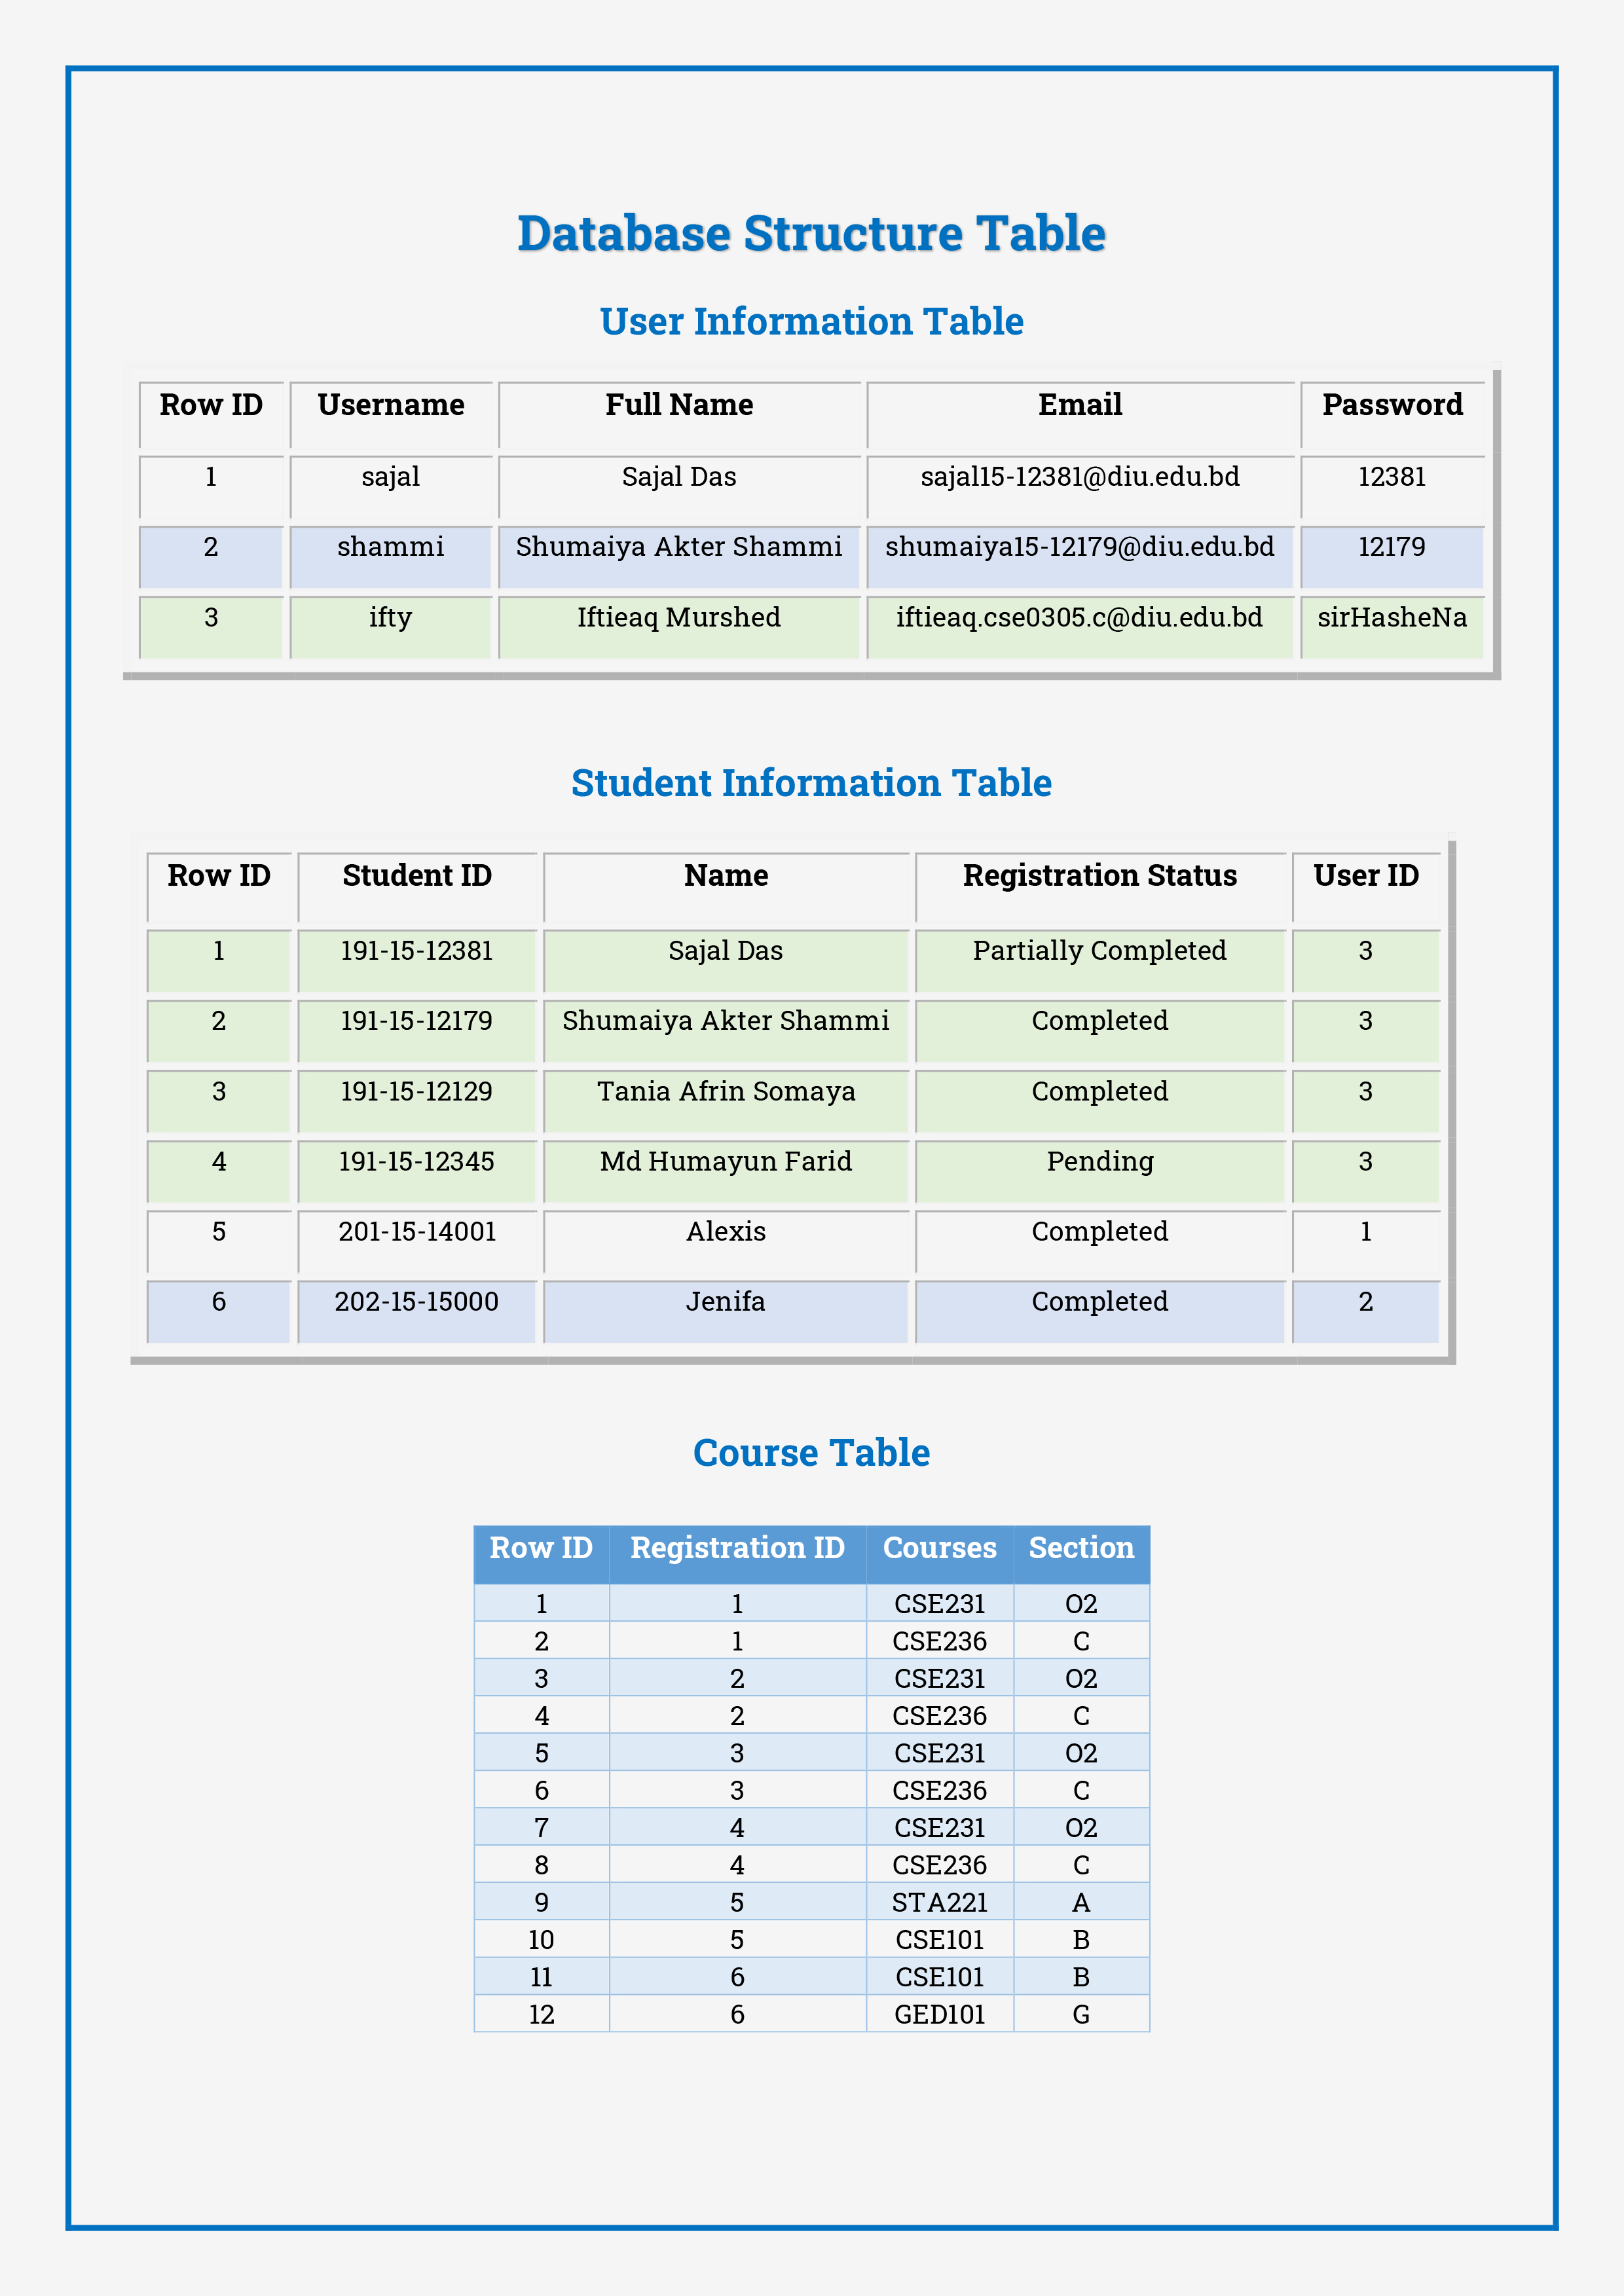 Database Structure Table
User Information Table
Row ID Username Full Name Email Password
1 sajal Sajal Das sajal15-12381@diu.edu.bd 12381
2 shammi Shumaiya Akter Shammi shumaiya15-12179@diu.edu.bd 12179
3 ifty Iftieaq Murshed iftieaq.cse0305.c@diu.edu.bd sirHasheNa
Student Information Table
Row ID Student ID Name Registration Status User ID
1 191-15-12381 Sajal Das Partially Completed 3
2 191-15-12179 Shumaiya Akter Shammi Completed 3
3 191-15-12129 Tania Afrin Somaya Completed 3
4 191-15-12345 Md Humayun Farid Pending 3
5 201-15-14001 Alexis Completed 1
6 202-15-15000 Jenifa Completed 2
Course Table
Row ID Registration ID Courses Section
1 1 CSE231 O2
2 1 CSE236 C
3 2 CSE231 O2
4 2 CSE236 C
5 3 CSE231 O2
6 3 CSE236 C
7 4 CSE231 O2
8 4 CSE236 C
9 5 STA221 A
10 5 CSE101 B
11 6 CSE101 B
12 6 GED101 G